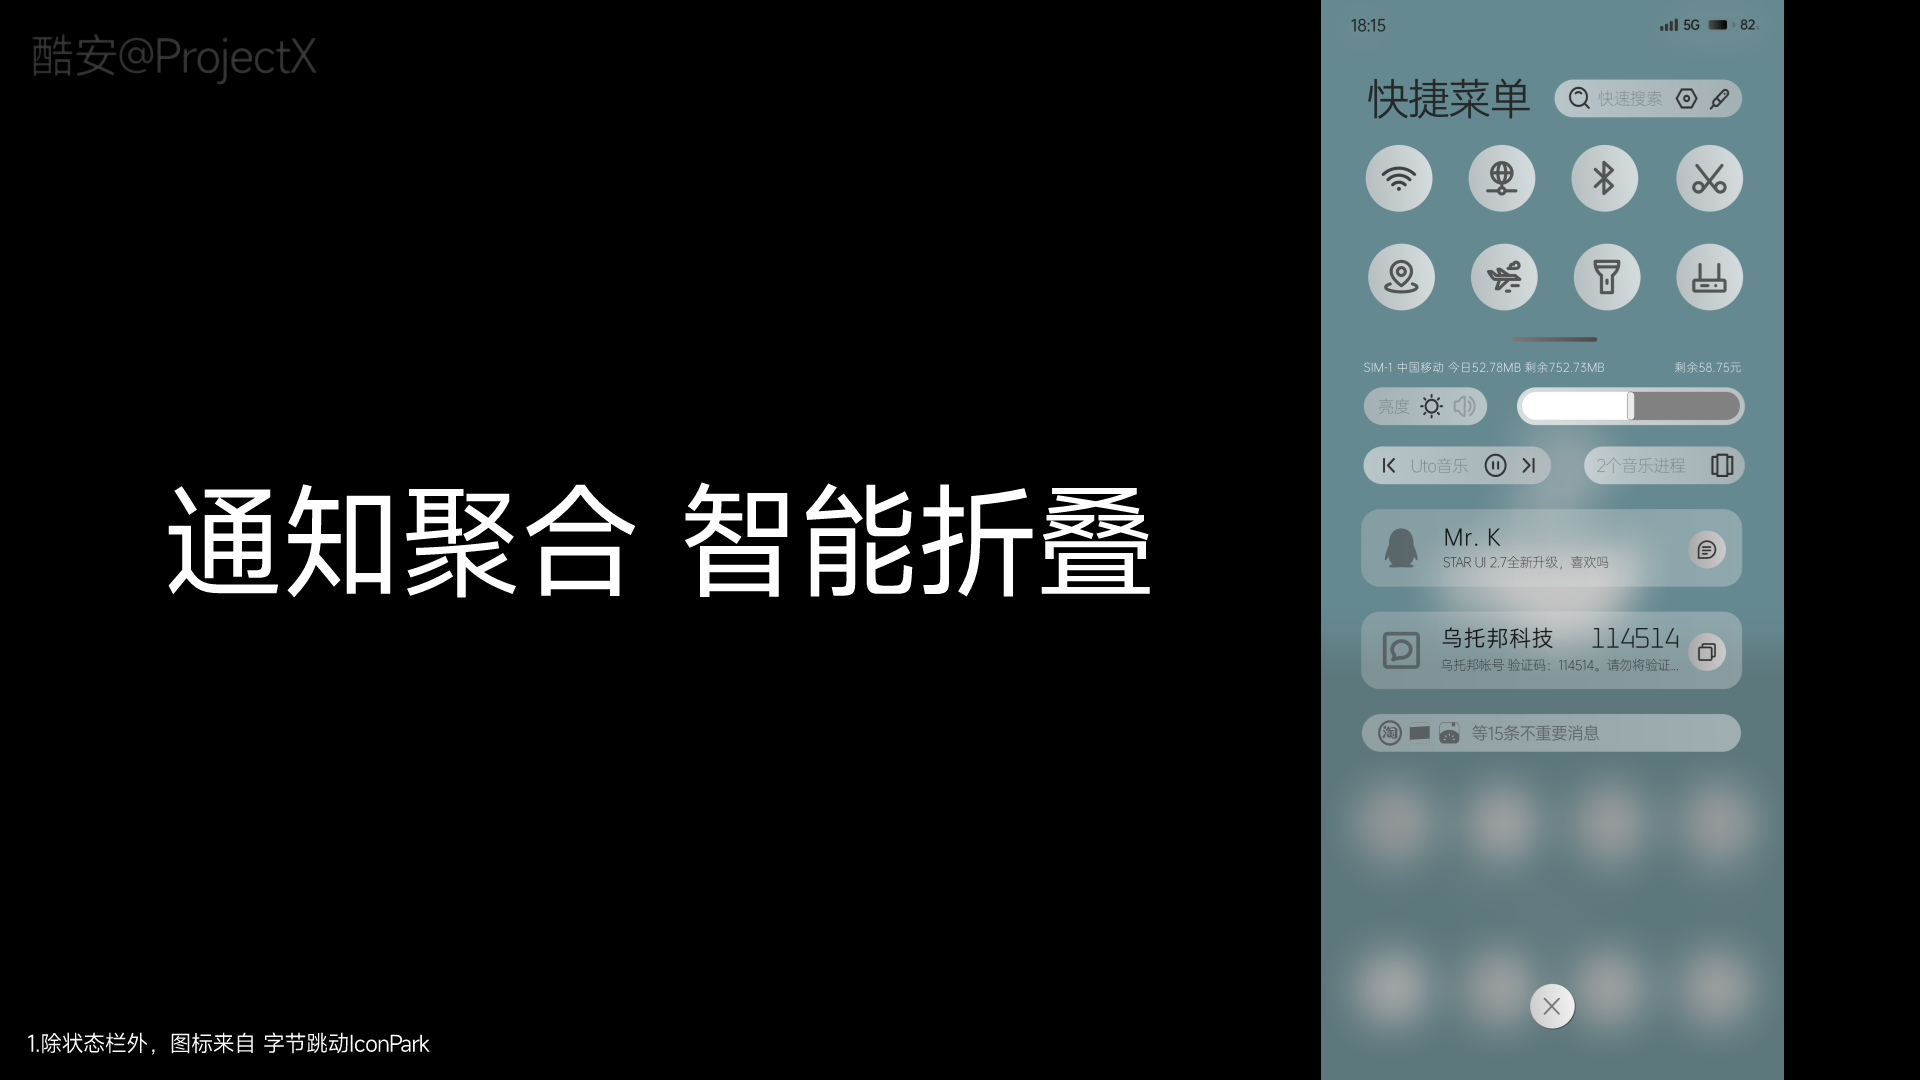 酷安@ProjectX
通知聚合 智能折叠
1.除状态栏外，图标来自 字节跳动IconPark
18:15
5G 82
快捷菜单
快速搜索
SIM-1 中国移动 今日52.78MB 剩余752.73MB 剩余58.75元
亮度
Uto音乐
2个音乐进程
Mr. K
STAR UI 2.7全新升级，喜欢吗
乌托邦科技 114514
乌托邦帐号 验证码：114514。请勿将验证...
淘 等15条不重要消息